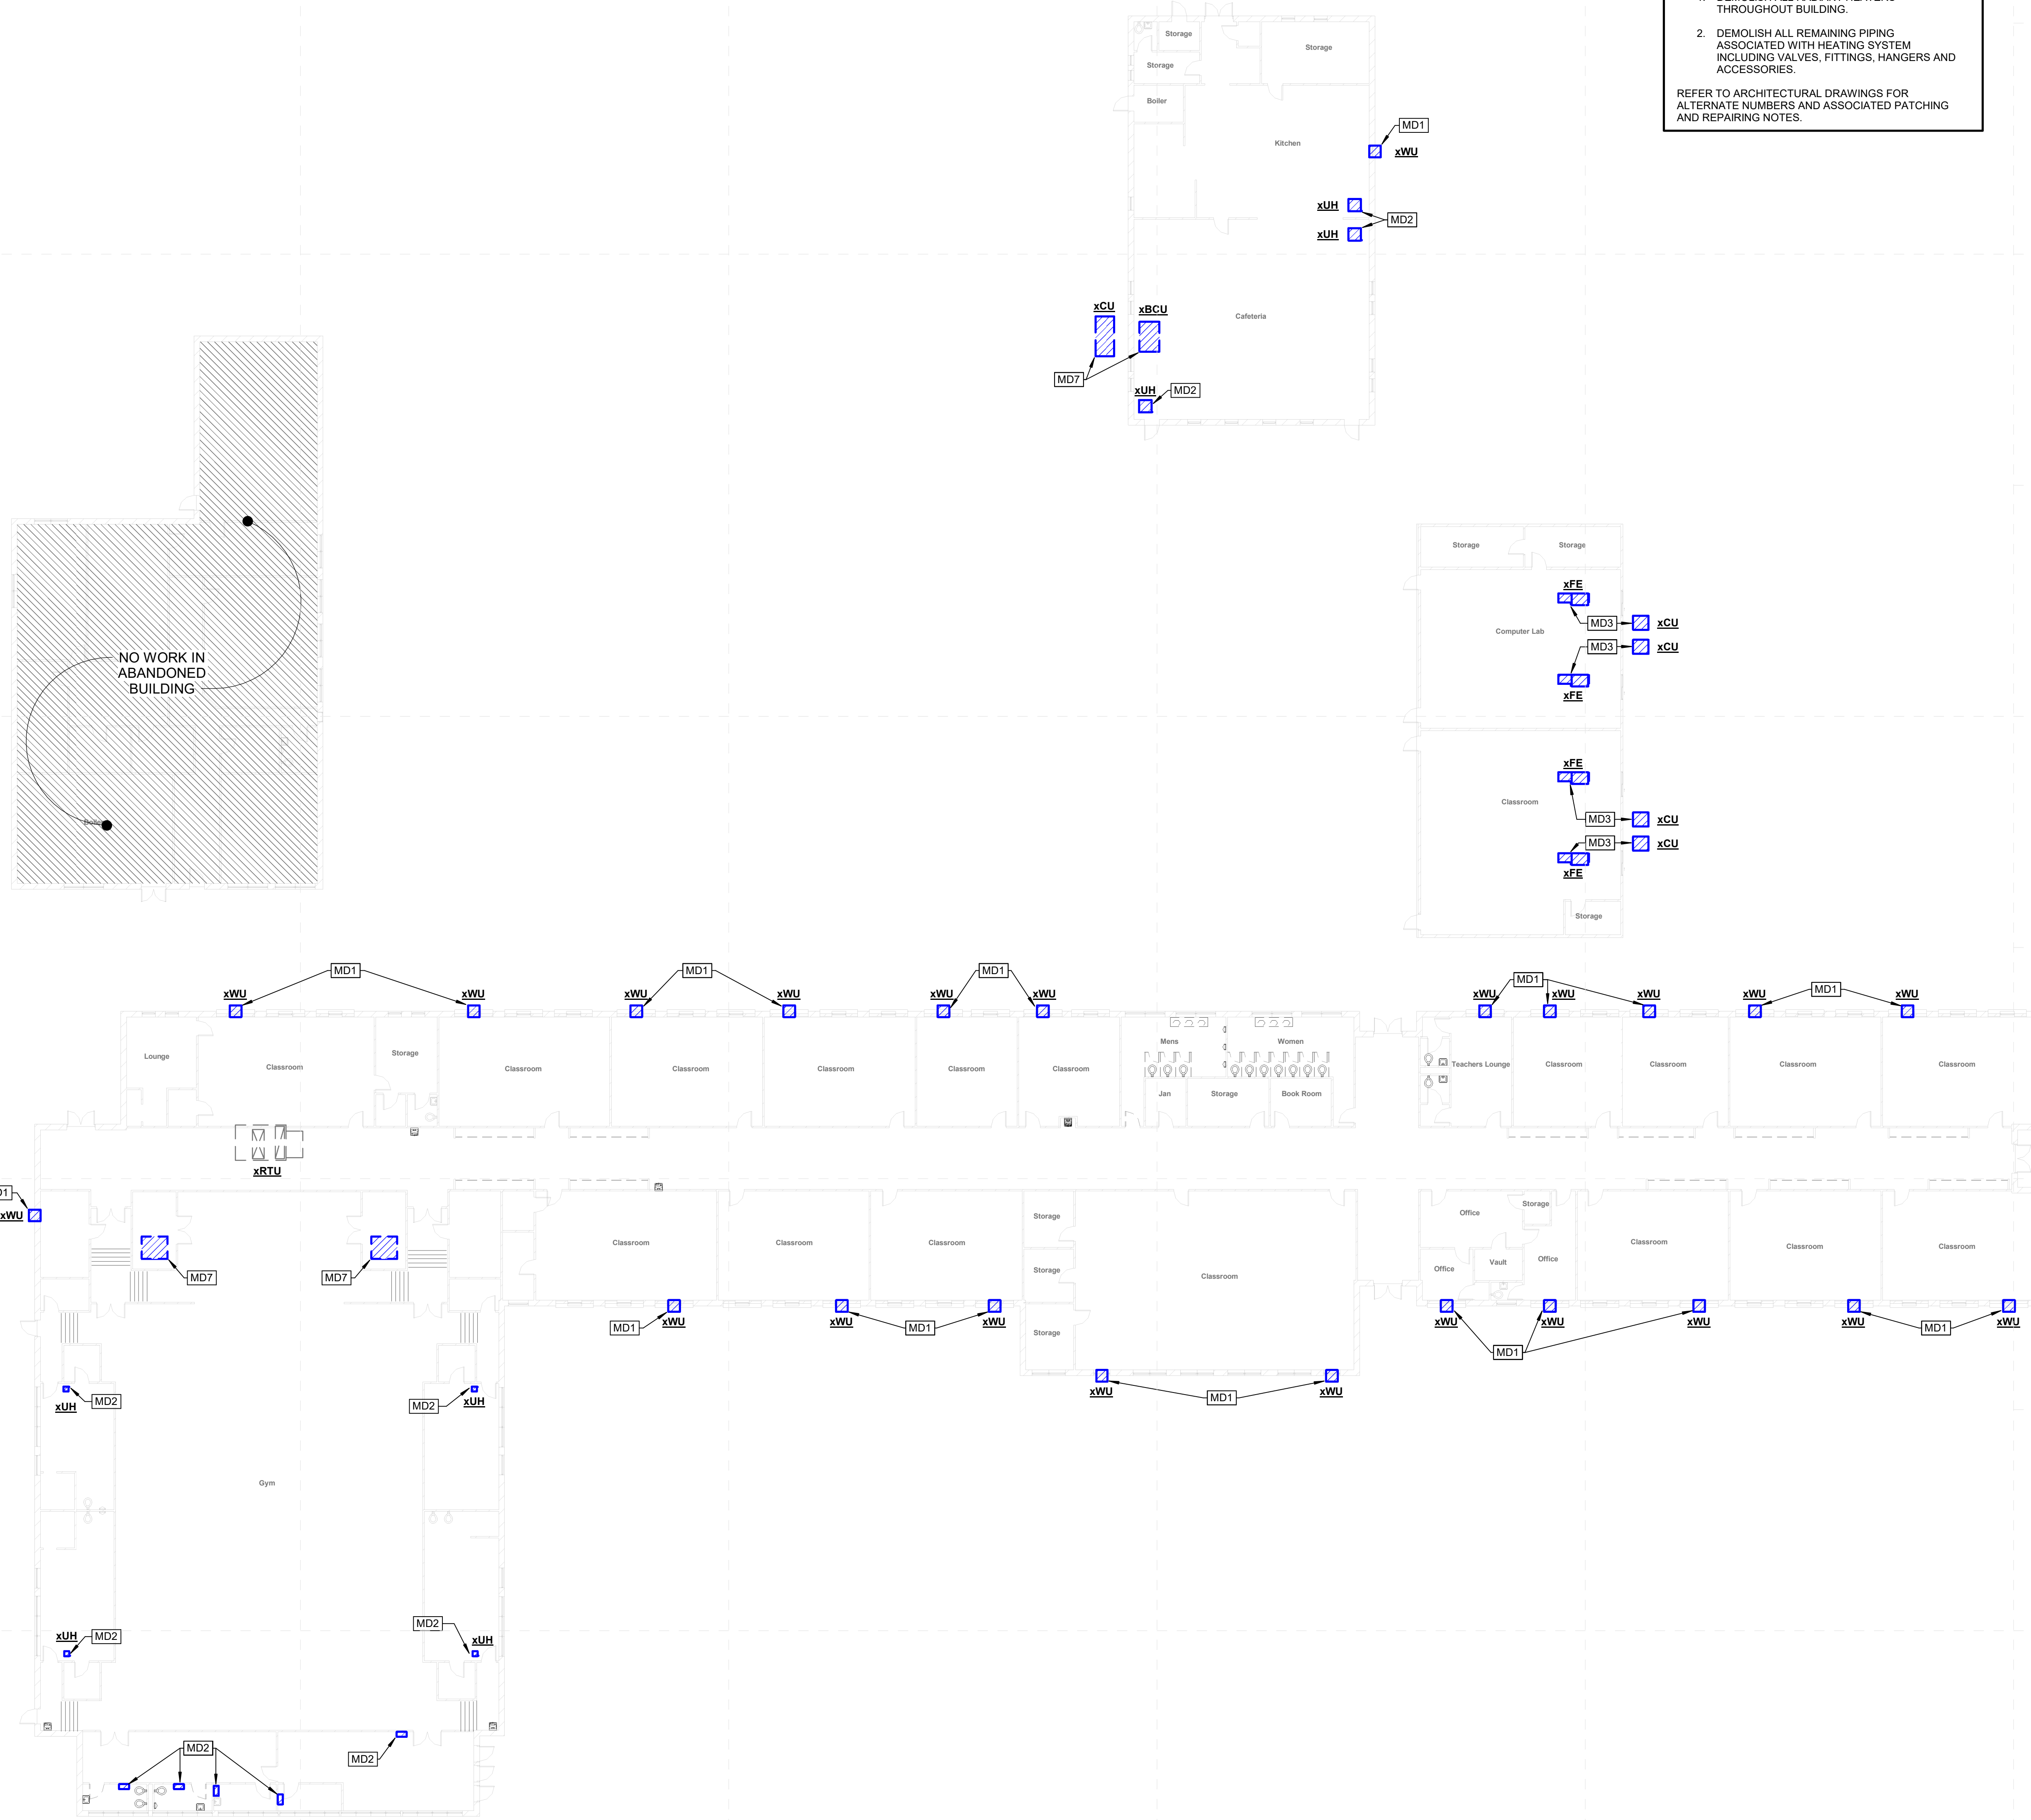 THROUGHOUT BUILDING.
2. DEMOLISH ALL REMAINING PIPING
ASSOCIATED WITH HEATING SYSTEM
INCLUDING VALVES, FITTINGS, HANGERS AND
ACCESSORIES.
REFER TO ARCHITECTURAL DRAWINGS FOR
ALTERNATE NUMBERS AND ASSOCIATED PATCHING
AND REPAIRING NOTES.
Storage
Storage
Storage
Boiler
MD1
Kitchen
xWU
xUH
MD2
xUH
xCU
xBCU
Cafeteria
MD7
xUH
MD2
Storage
Storage
xFE
MD3
xCU
Computer Lab
MD3
xCU
xFE
NO WORK IN
ABANDONED
BUILDING
xFE
Classroom
MD3
xCU
MD3
xCU
xFE
Storage
MD1
MD1
MD1
MD1
MD1
xWU
xWU
xWU
xWU
xWU
xWU
xWU
xWU
xWU
xWU
xWU
Lounge
Classroom
Storage
Classroom
Classroom
Classroom
Classroom
Classroom
Mens
Women
Jan
Storage
Book Room
Teachers Lounge
Classroom
Classroom
Classroom
Classroom
xRTU
xWU
MD7
MD7
Classroom
Classroom
Classroom
Storage
Storage
Storage
Classroom
Office
Storage
Office
Vault
Office
Classroom
Classroom
Classroom
MD1
xWU
xWU
MD1
xWU
xWU
xWU
MD1
xWU
xWU
MD1
xWU
xWU
MD1
xWU
MD2
xUH
MD2
xUH
Gym
xUH
MD2
MD2
xUH
MD2
MD2